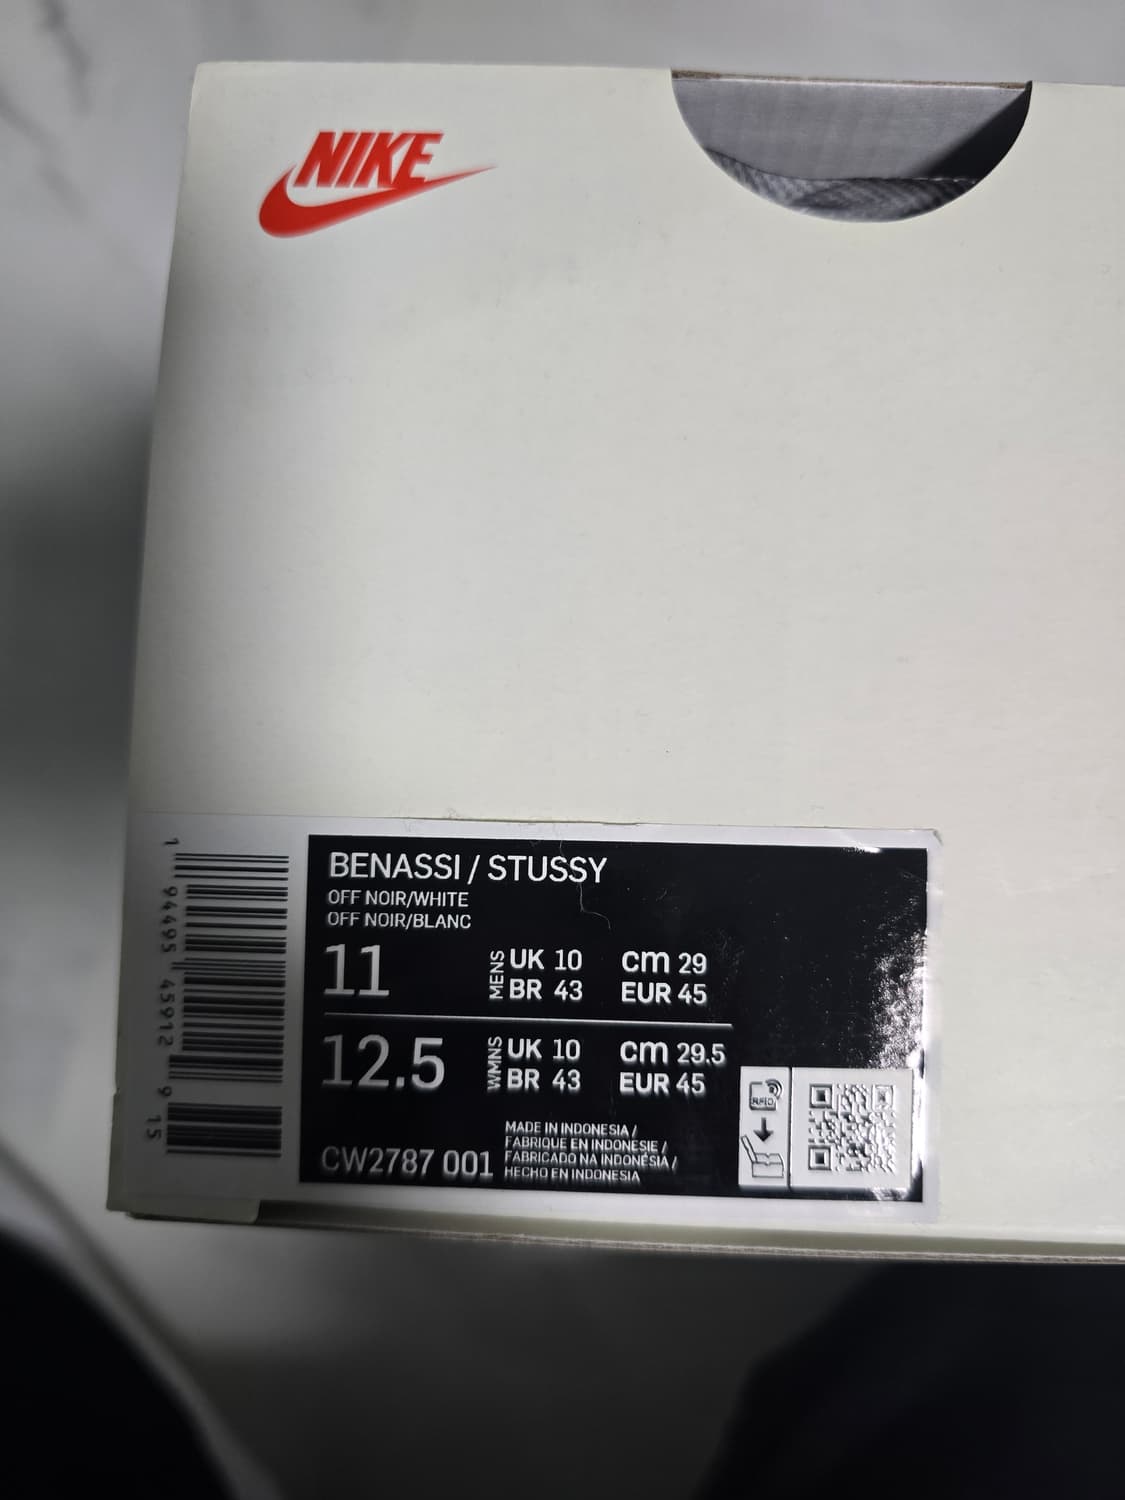 NIKE
BENASSI / STUSSY
OFF NOIR/WHITE
OFF NOIR/BLANC
11
MENS
UK 10
BR 43
cm 29
EUR 45
12.5
WMNS
UK 10
BR 43
cm 29.5
EUR 45
CW2787 001
MADE IN INDONESIA /
FABRIQUE EN INDONESIE /
FABRICADO NA INDONÉSIA /
HECHO EN INDONESIA
RFID
1 94495 45912 9 15